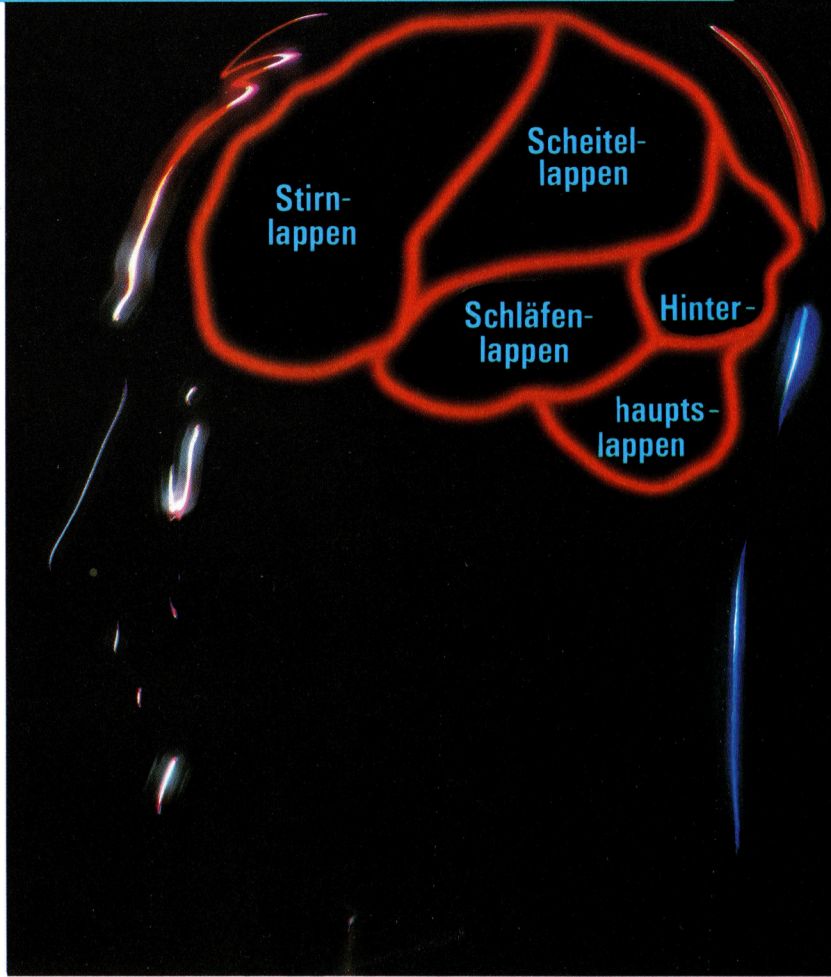 Stirn-
lappen
Scheitel-
lappen
Schläfen-
lappen
Hinter-
haupts-
lappen